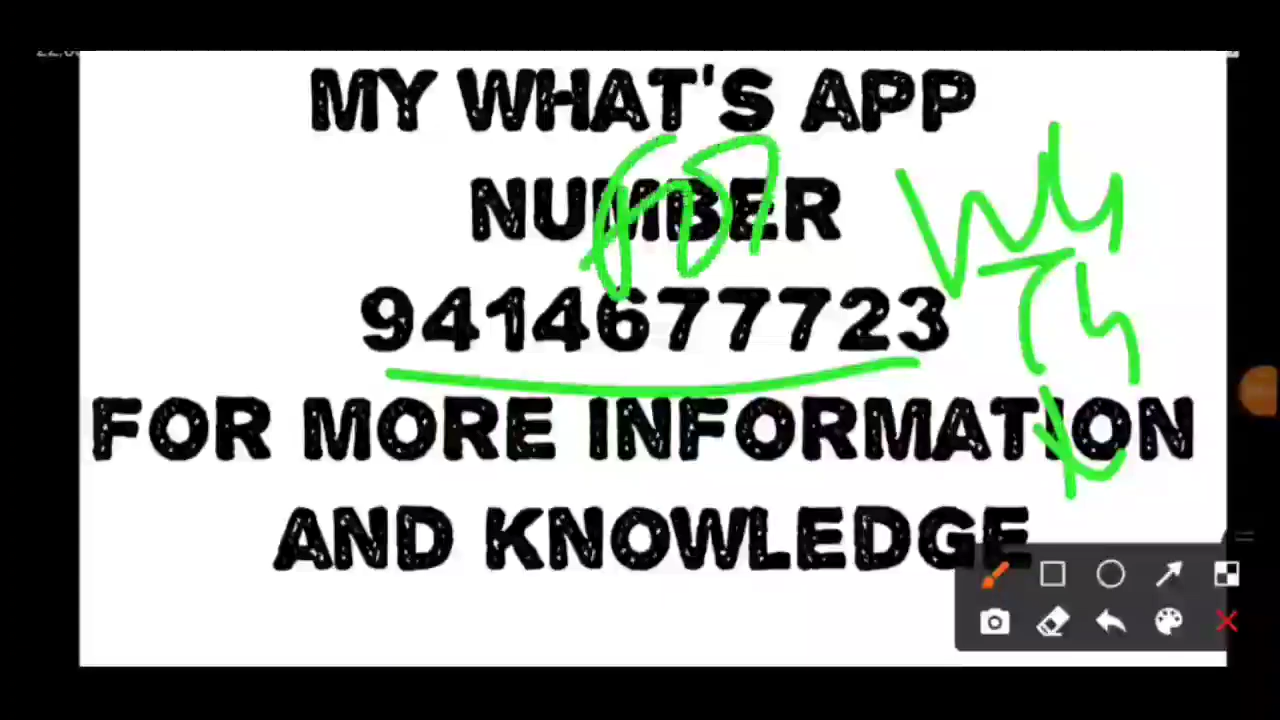 MY WHAT'S APP
NUMBER
9414677723
FOR MORE INFORMATION
AND KNOWLEDGE